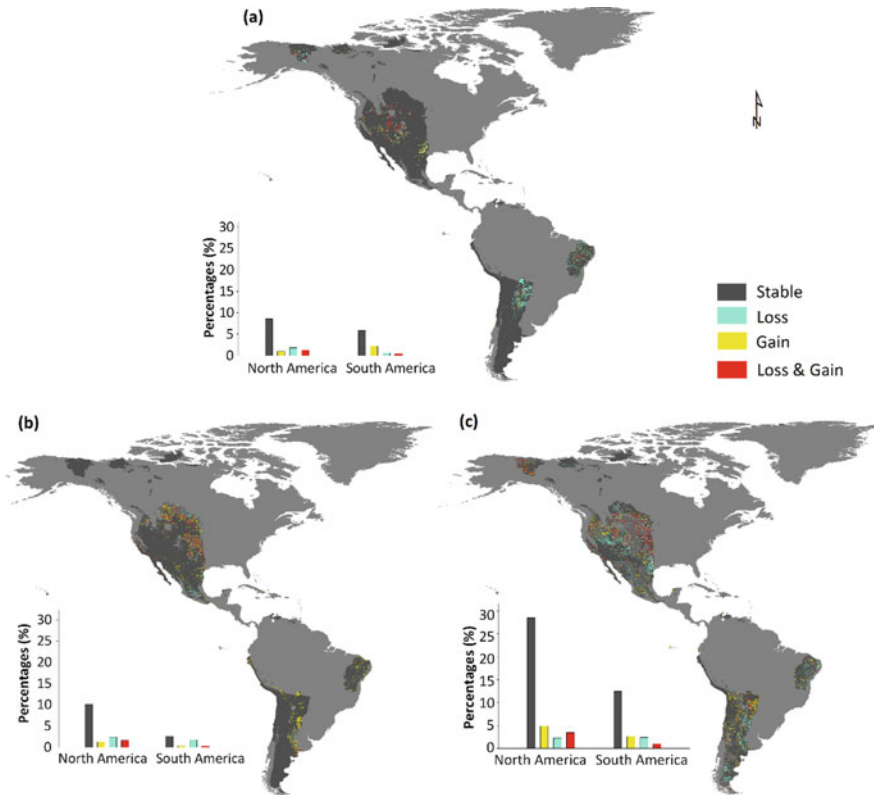 (a)
N
30
25
20
15
10
5
0
Percentages (%)
North America South America
Stable
Loss
Gain
Loss & Gain
(b)
30
25
20
15
10
5
0
Percentages (%)
North America South America
(c)
30
25
20
15
10
5
0
Percentages (%)
North America South America